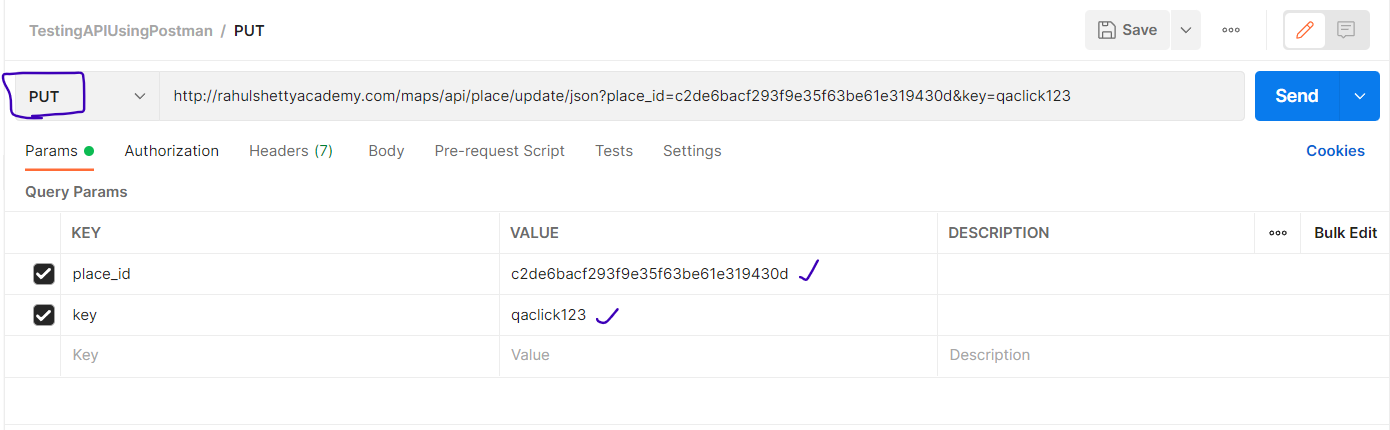 TestingAPIUsingPostman / PUT
Save
PUT
http://rahulshettyacademy.com/maps/api/place/update/json?place_id=c2de6bacf293f9e35f63be61e319430d&key=qaclick123
Send
Params Authorization Headers (7) Body Pre-request Script Tests Settings Cookies
Query Params
KEY VALUE DESCRIPTION Bulk Edit
place_id c2de6bacf293f9e35f63be61e319430d
key qaclick123
Key Value Description